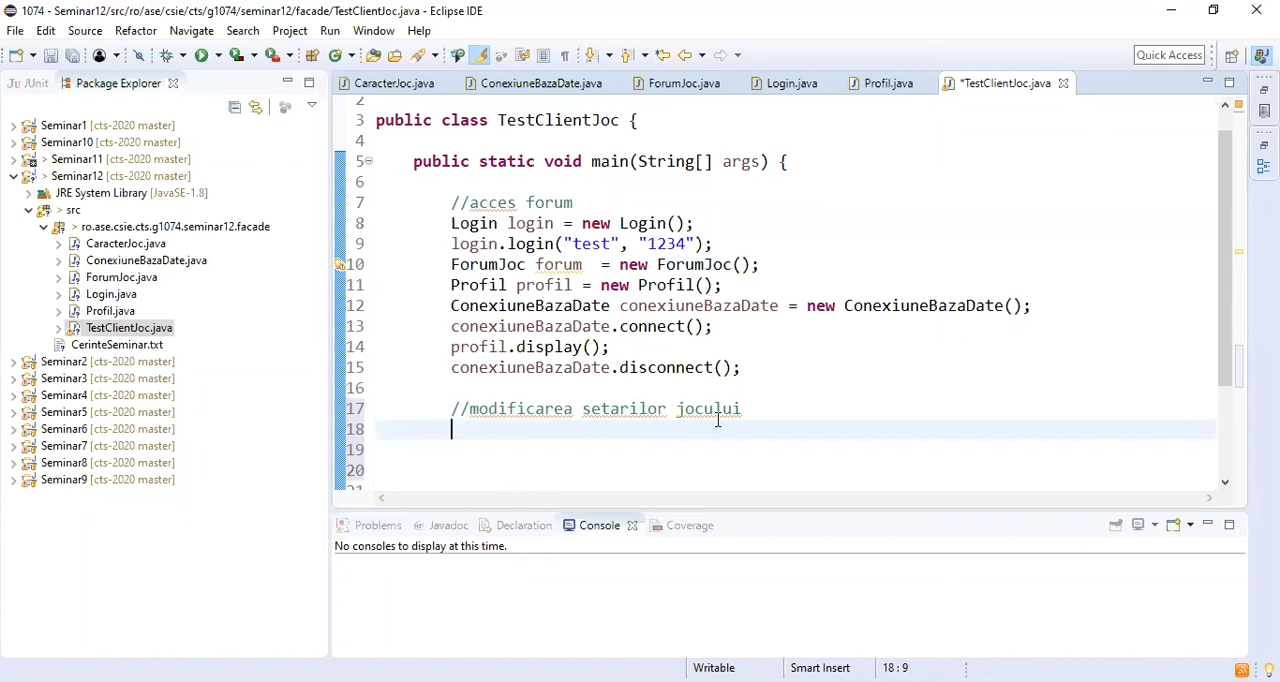 1074 - Seminar12/src/ro/ase/csie/cts/g1074/seminar12/facade/TestClientJoc.java - Eclipse IDE
File Edit Source Refactor Navigate Search Project Run Window Help
Quick Access
JUnit Package Explorer
CaracterJoc.java ConexiuneBazaDate.java ForumJoc.java Login.java Profil.java *TestClientJoc.java
Seminar1 [cts-2020 master]
Seminar10 [cts-2020 master]
> Seminar11 [cts-2020 master]
> Seminar12 [cts-2020 master]
JRE System Library [JavaSE-1.8]
> src
> ro.ase.csie.cts.g1074.seminar12.facade
CaracterJoc.java
ConexiuneBazaDate.java
ForumJoc.java
Login.java
Profil.java
TestClientJoc.java
CerinteSeminar.txt
Seminar2 [cts-2020 master]
Seminar3 [cts-2020 master]
Seminar4 [cts-2020 master]
Seminar5 [cts-2020 master]
Seminar6 [cts-2020 master]
Seminar7 [cts-2020 master]
Seminar8 [cts-2020 master]
Seminar9 [cts-2020 master]
2
3 public class TestClientJoc {
4
5 public static void main(String[] args) {
6
7 //acces forum
8 Login login = new Login();
9 login.login("test", "1234");
10 ForumJoc forum = new ForumJoc();
11 Profil profil = new Profil();
12 ConexiuneBazaDate conexiuneBazaDate = new ConexiuneBazaDate();
13 conexiuneBazaDate.connect();
14 profil.display();
15 conexiuneBazaDate.disconnect();
16
17 //modificarea setarilor jocului
18
19
20
21
Problems Javadoc Declaration Console Coverage
No consoles to display at this time.
Writable Smart Insert 18 : 9